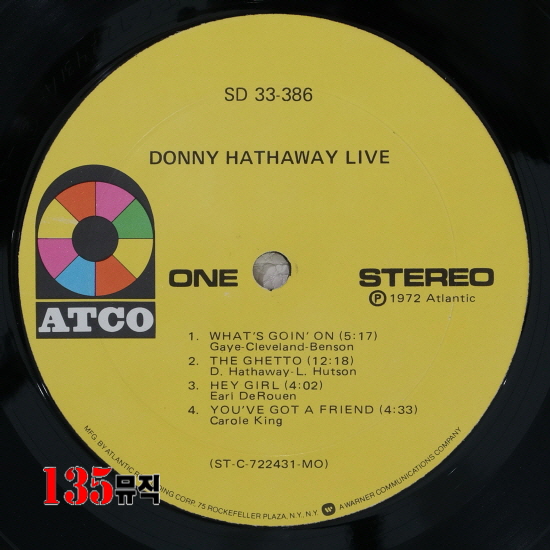 SD 33-386
DONNY HATHAWAY LIVE
ATCO
ONE
STEREO
Ⓟ 1972 Atlantic
1. WHAT'S GOIN' ON (5:17)
Gaye-Cleveland-Benson
2. THE GHETTO (12:18)
D. Hathaway-L. Hutson
3. HEY GIRL (4:02)
Earl DeRouen
4. YOU'VE GOT A FRIEND (4:33)
Carole King
(ST-C-722431-MO)
MFG. BY ATLANTIC RECORDING CORP., 75 ROCKEFELLER PLAZA, N.Y., N.Y. A WARNER COMMUNICATIONS COMPANY
135뮤직